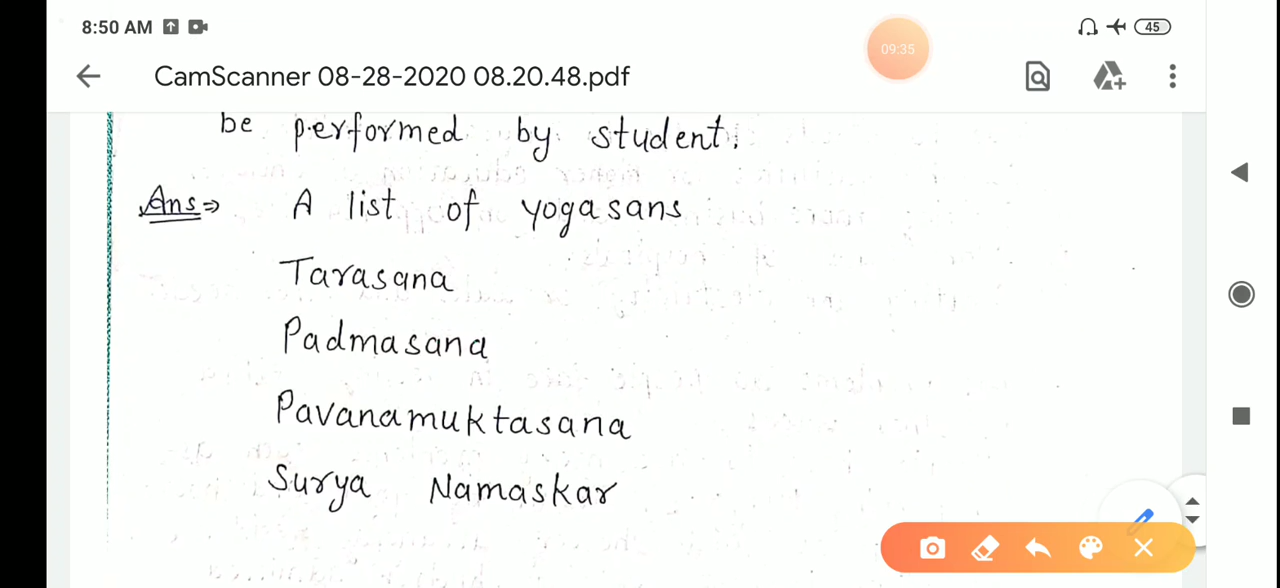 8:50 AM
45
09:35
CamScanner 08-28-2020 08.20.48.pdf
be performed by student.
Ans⇒ A list of yogasans
Tarasana
Padmasana
Pavanamuktasana
Surya Namaskar